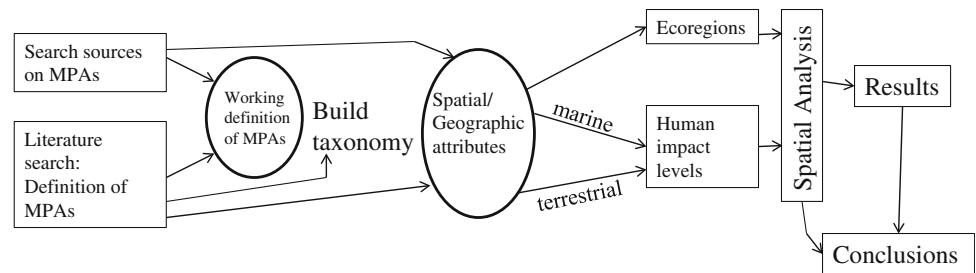 Search sources
on MPAs
Literature
search:
Definition of
MPAs
Working
definition
of MPAs
Build
taxonomy
Spatial/
Geographic
attributes
marine
terrestrial
Ecoregions
Human
impact
levels
Spatial Analysis
Results
Conclusions